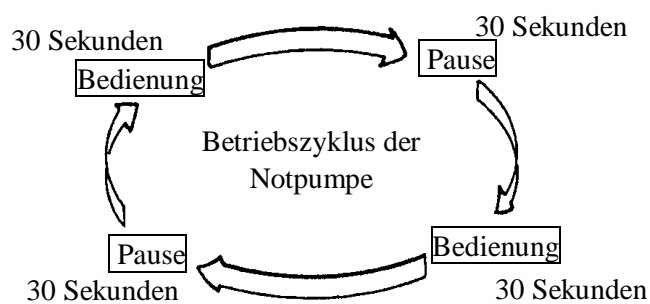 30 Sekunden
Bedienung
30 Sekunden
Pause
Betriebszyklus der
Notpumpe
Pause
30 Sekunden
Bedienung
30 Sekunden